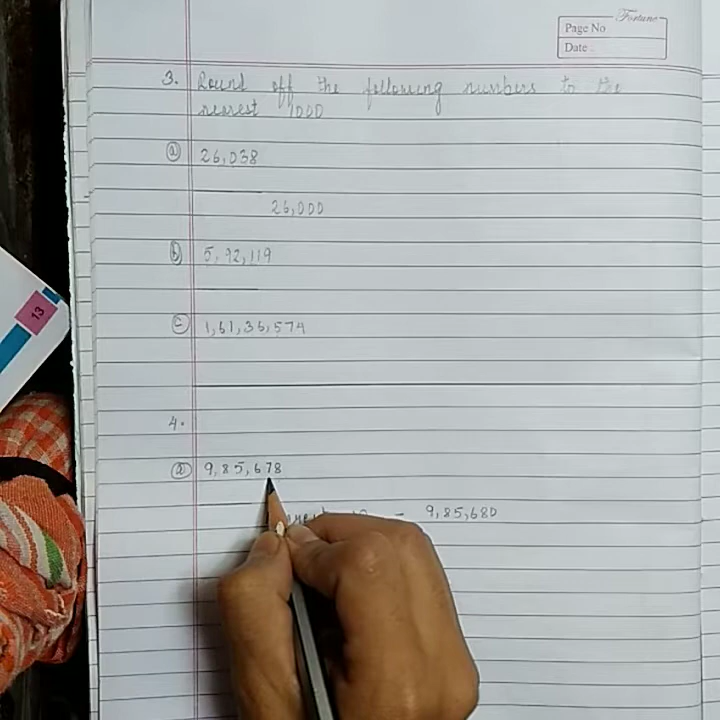 Fortune
Page No
Date
3. Round off the following numbers to the
nearest 1000
(a) 26,038
26,000
(b) 5,92,119
(c) 1,61,36,574
4.
(a) 9,85,678
= 9,85,680
13